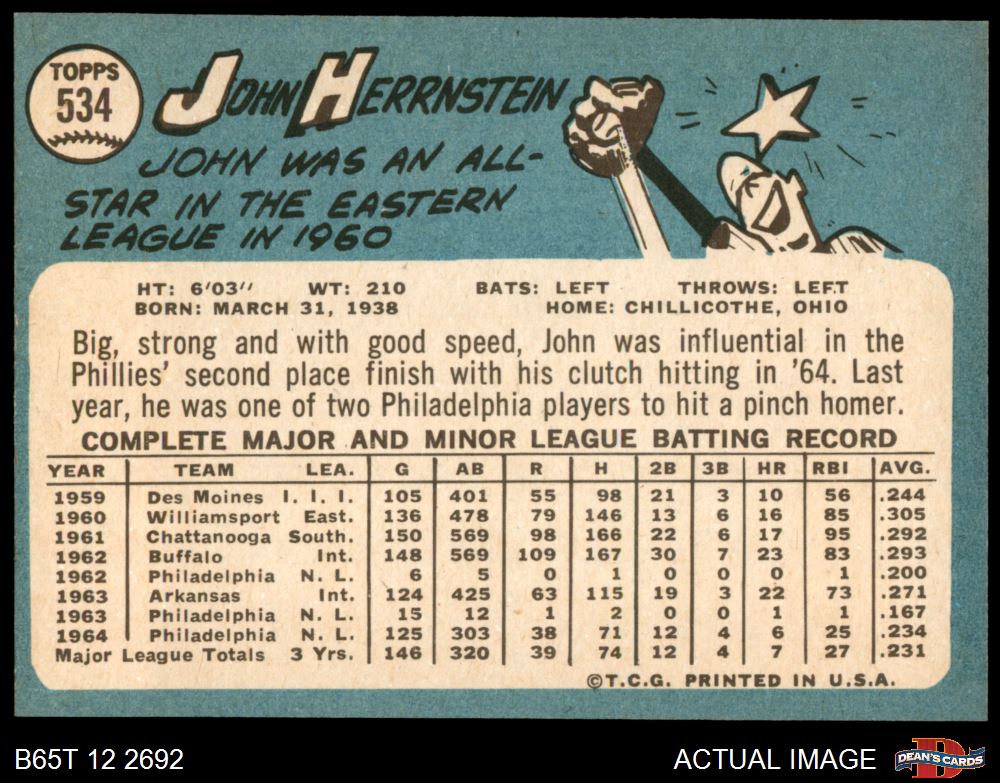 TOPPS
534
JOHN HERRNSTEIN
JOHN WAS AN ALL-
STAR IN THE EASTERN
LEAGUE IN 1960
HT: 6'03" WT: 210 BATS: LEFT THROWS: LEFT
BORN: MARCH 31, 1938 HOME: CHILLICOTHE, OHIO
Big, strong and with good speed, John was influential in the
Phillies' second place finish with his clutch hitting in '64. Last
year, he was one of two Philadelphia players to hit a pinch homer.
COMPLETE MAJOR AND MINOR LEAGUE BATTING RECORD
YEAR TEAM LEA. G AB R H 2B 3B HR RBI AVG.
1959 Des Moines I. I. I. 105 401 55 98 21 3 10 56 .244
1960 Williamsport East. 136 478 79 146 13 6 16 85 .305
1961 Chattanooga South. 150 569 98 166 22 6 17 95 .292
1962 Buffalo Int. 148 569 109 167 30 7 23 83 .293
1962 Philadelphia N. L. 6 5 0 1 0 0 0 1 .200
1963 Arkansas Int. 124 425 63 115 19 3 22 73 .271
1963 Philadelphia N. L. 15 12 1 2 0 0 1 1 .167
1964 Philadelphia N. L. 125 303 38 71 12 4 6 25 .234
Major League Totals 3 Yrs. 146 320 39 74 12 4 7 27 .231
©T.C.G. PRINTED IN U.S.A.
B65T 12 2692 ACTUAL IMAGE DEAN'S CARDS